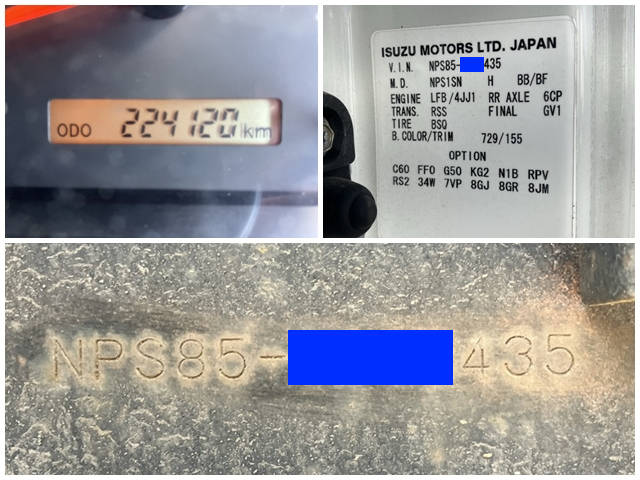 ODO 224120 km
ISUZU MOTORS LTD. JAPAN
V.I.N. NPS85- 435
M.D. NPS1SN H BB/BF
ENGINE LFB/4JJ1 RR AXLE 6CP
TRANS. RSS FINAL GV1
TIRE BSQ
B.COLOR/TRIM 729/155
OPTION
C60 FF0 G50 KG2 N1B RPV
RS2 34W 7VP 8GJ 8GR 8JM
NPS85- 435